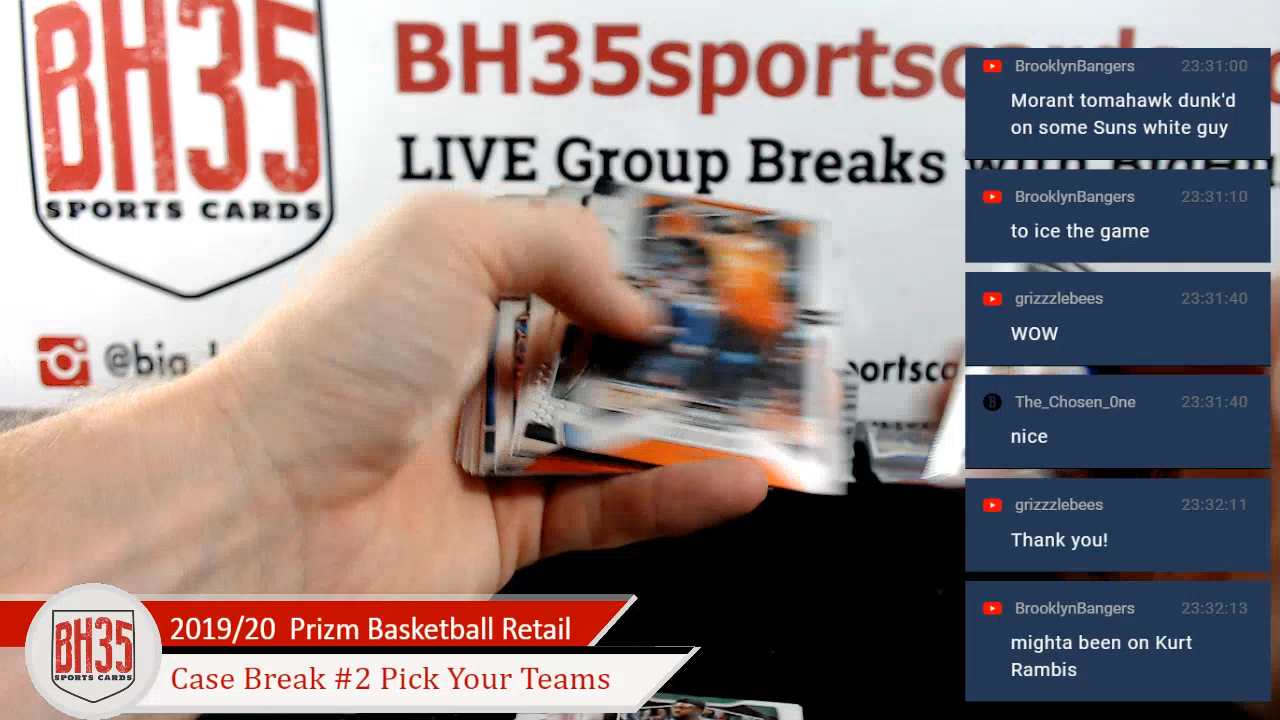 BH35
SPORTS CARDS
BH35sportsc
LIVE Group Breaks with
@big
sportsca
BrooklynBangers 23:31:00
Morant tomahawk dunk'd
on some Suns white guy
BrooklynBangers 23:31:10
to ice the game
grizzzlebees 23:31:40
WOW
The_Chosen_0ne 23:31:40
nice
grizzzlebees 23:32:11
Thank you!
BrooklynBangers 23:32:13
mighta been on Kurt
Rambis
BH35
SPORTS CARDS
2019/20 Prizm Basketball Retail
Case Break #2 Pick Your Teams